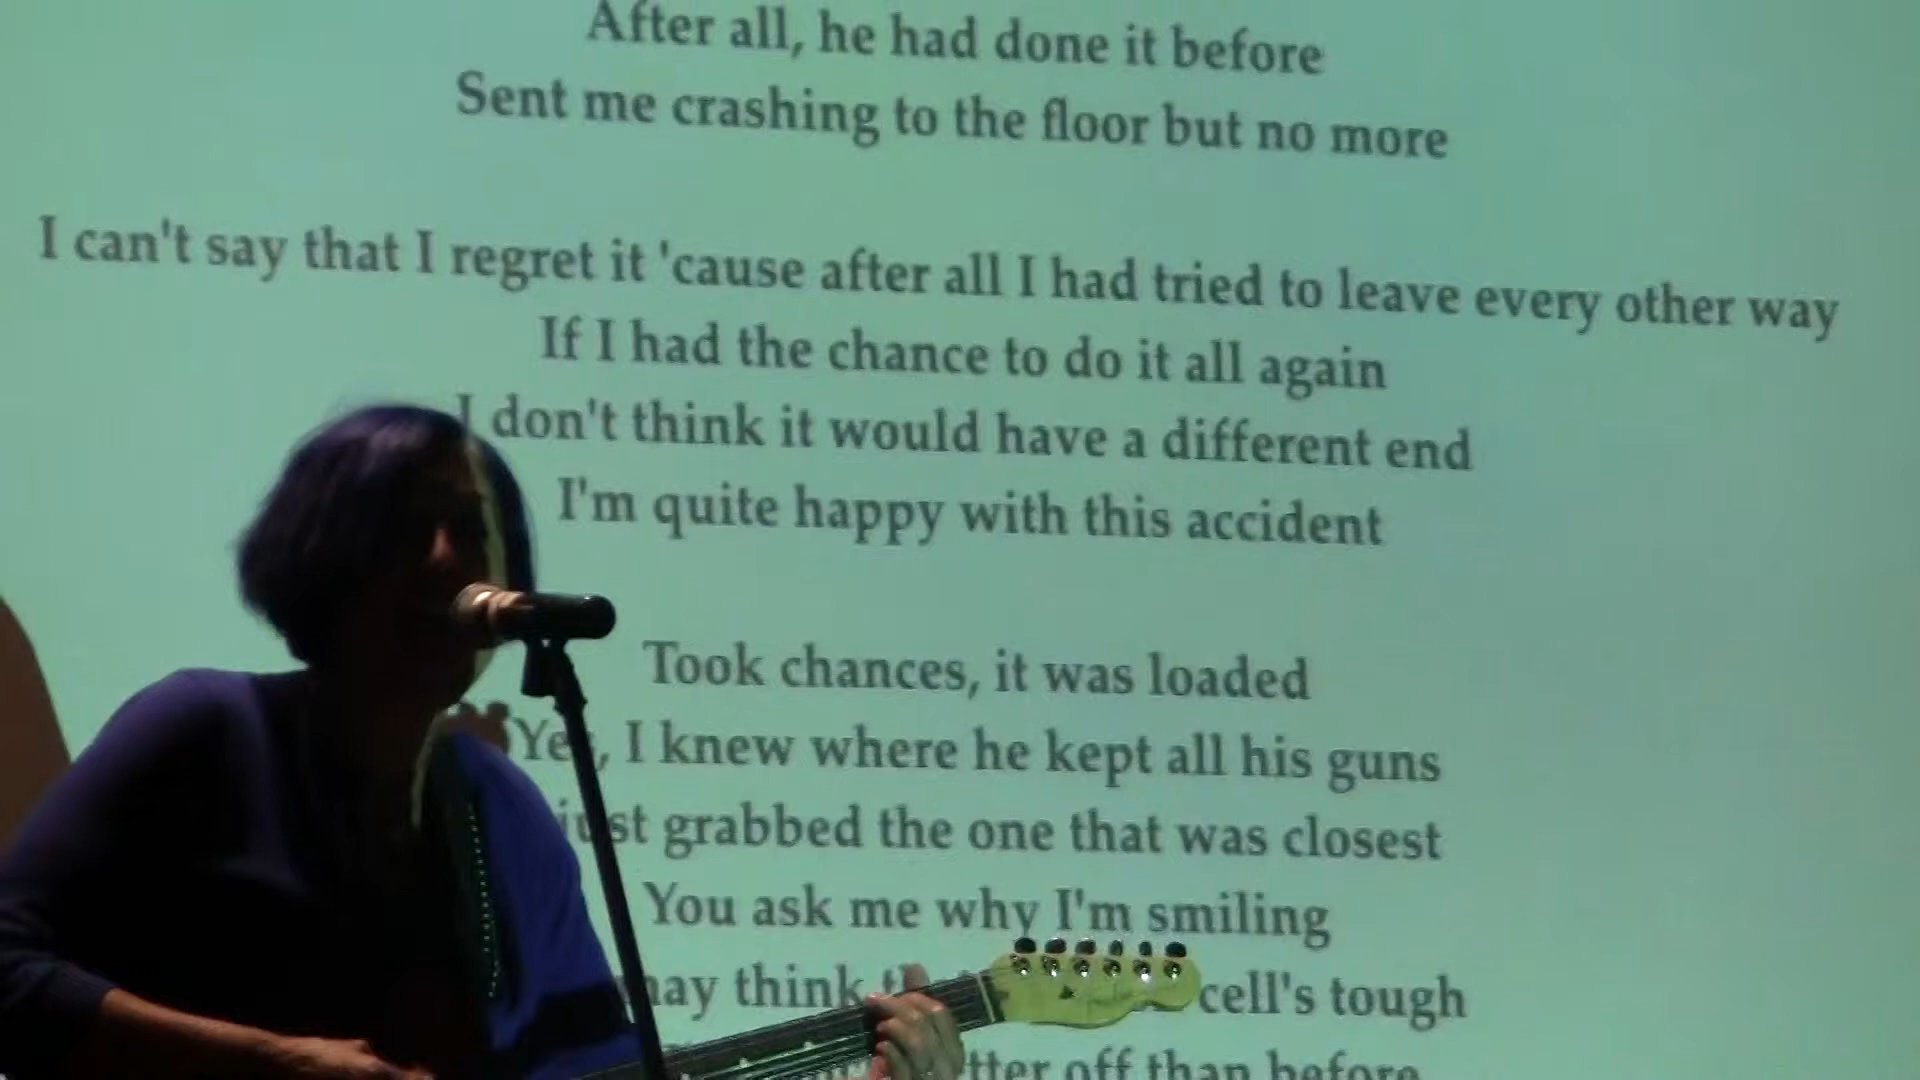 After all, he had done it before
Sent me crashing to the floor but no more
I can't say that I regret it 'cause after all I had tried to leave every other way
If I had the chance to do it all again
I don't think it would have a different end
I'm quite happy with this accident
Took chances, it was loaded
I knew where he kept all his guns
just grabbed the one that was closest
You ask me why I'm smiling
think cell's tough
off than before